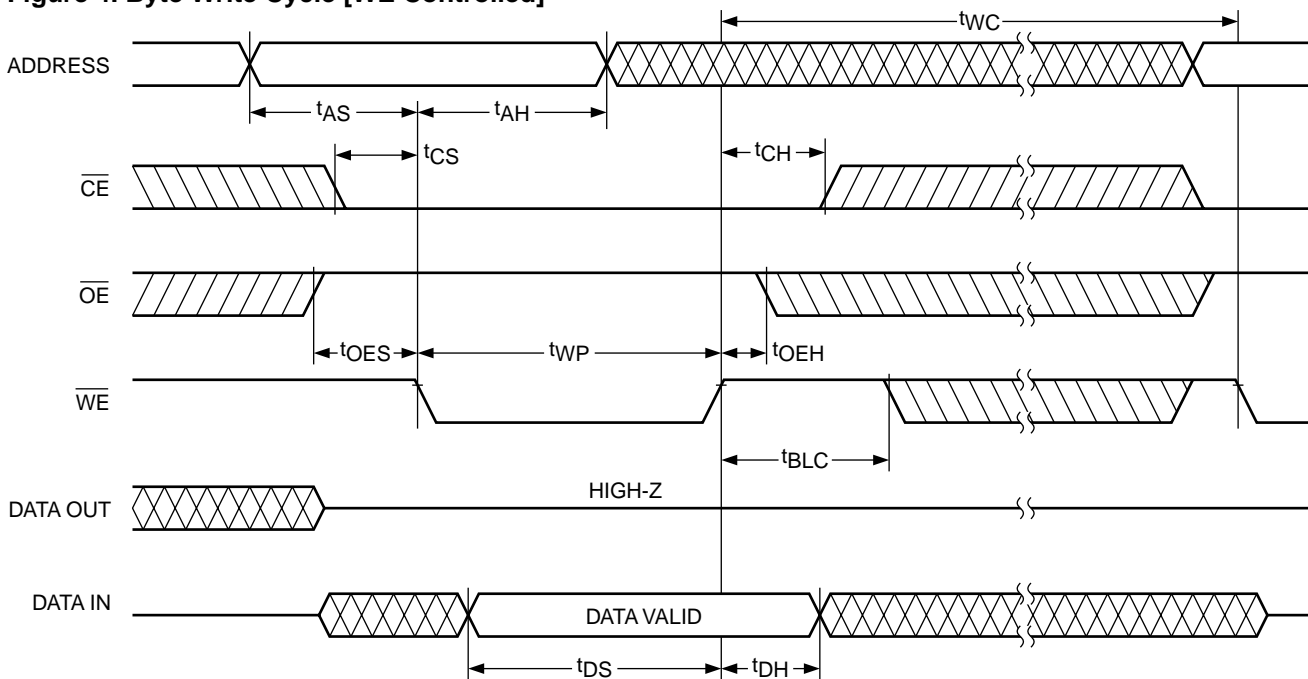 Figure 4. Byte Write Cycle [WE Controlled]
tWC
ADDRESS
tAS
tAH
tCS
tCH
CE
OE
tOES
tWP
tOEH
WE
tBLC
HIGH-Z
DATA OUT
DATA IN
DATA VALID
tDS
tDH